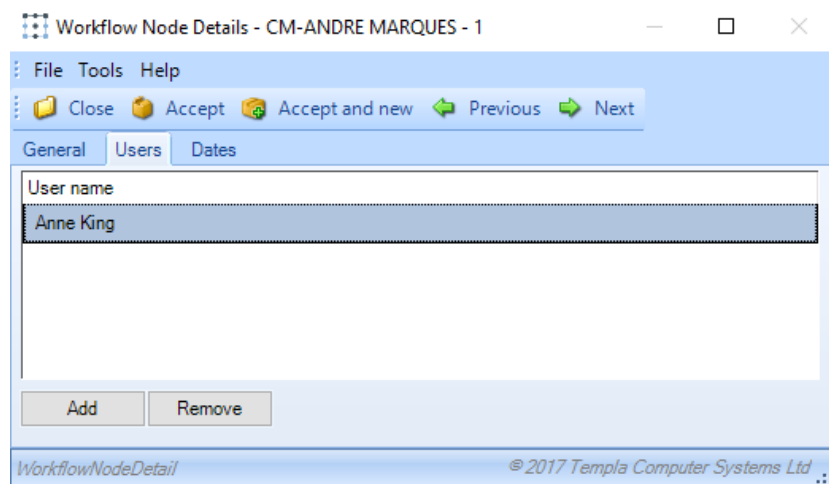 Workflow Node Details - CM-ANDRE MARQUES - 1
File Tools Help
Close Accept Accept and new Previous Next
General Users Dates
User name
Anne King
Add Remove
WorkflowNodeDetail © 2017 Templa Computer Systems Ltd